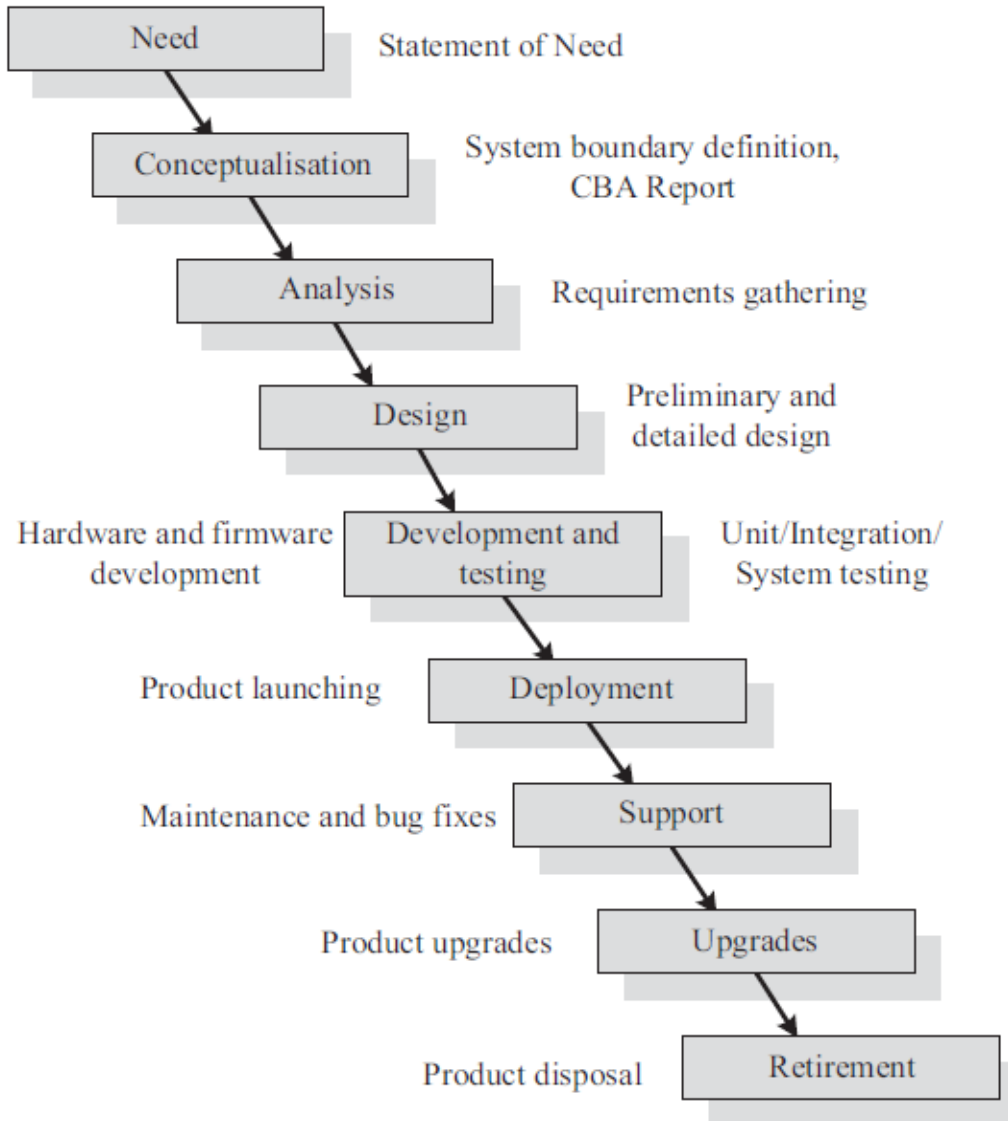 Need
Statement of Need
Conceptualisation
System boundary definition,
CBA Report
Analysis
Requirements gathering
Design
Preliminary and
detailed design
Hardware and firmware
development
Development and
testing
Unit/Integration/
System testing
Product launching
Deployment
Maintenance and bug fixes
Support
Product upgrades
Upgrades
Product disposal
Retirement